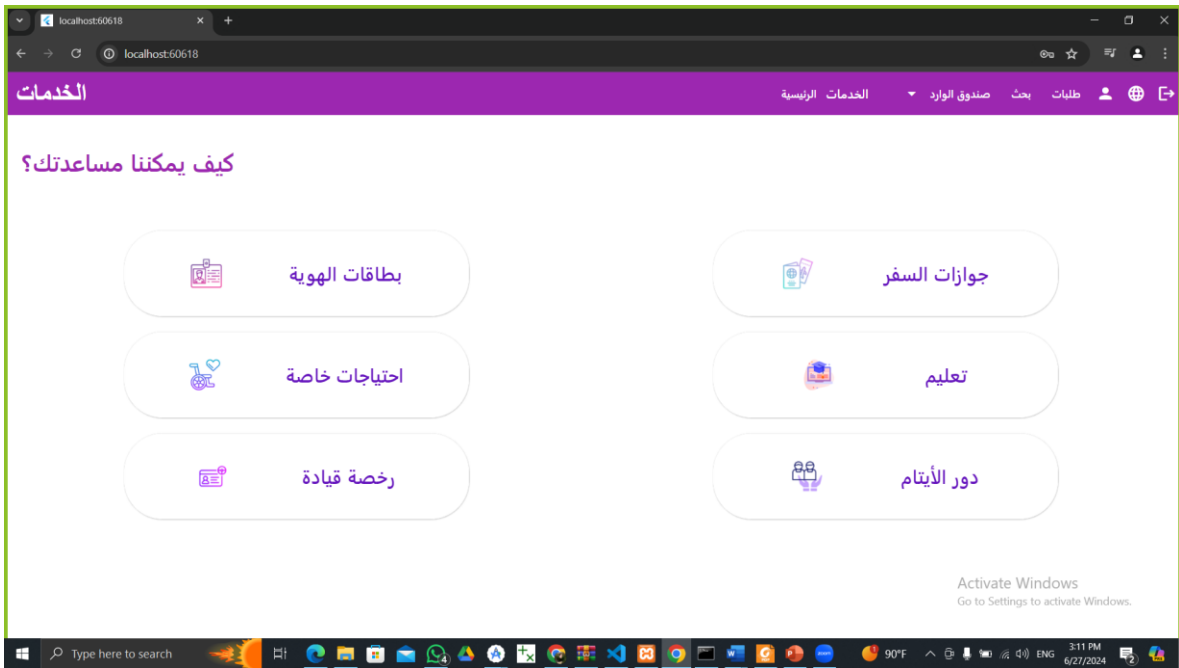 localhost:60618
localhost:60618
الخدمات
الرئيسية
الخدمات
صندوق الوارد
بحث
طلبات
كيف يمكننا مساعدتك؟
جوازات السفر
بطاقات الهوية
تعليم
احتياجات خاصة
دور الأيتام
رخصة قيادة
Activate Windows
Go to Settings to activate Windows.
Type here to search
90°F
ENG
3:11 PM
6/27/2024
2